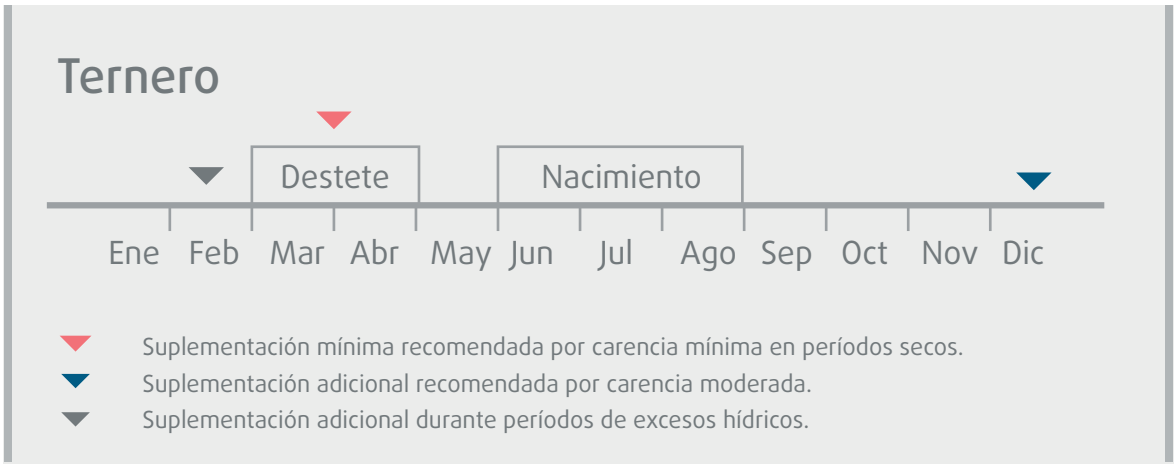 Ternero
Destete
Nacimiento
Ene Feb Mar Abr May Jun Jul Ago Sep Oct Nov Dic
Suplementación mínima recomendada por carencia mínima en períodos secos.
Suplementación adicional recomendada por carencia moderada.
Suplementación adicional durante períodos de excesos hídricos.